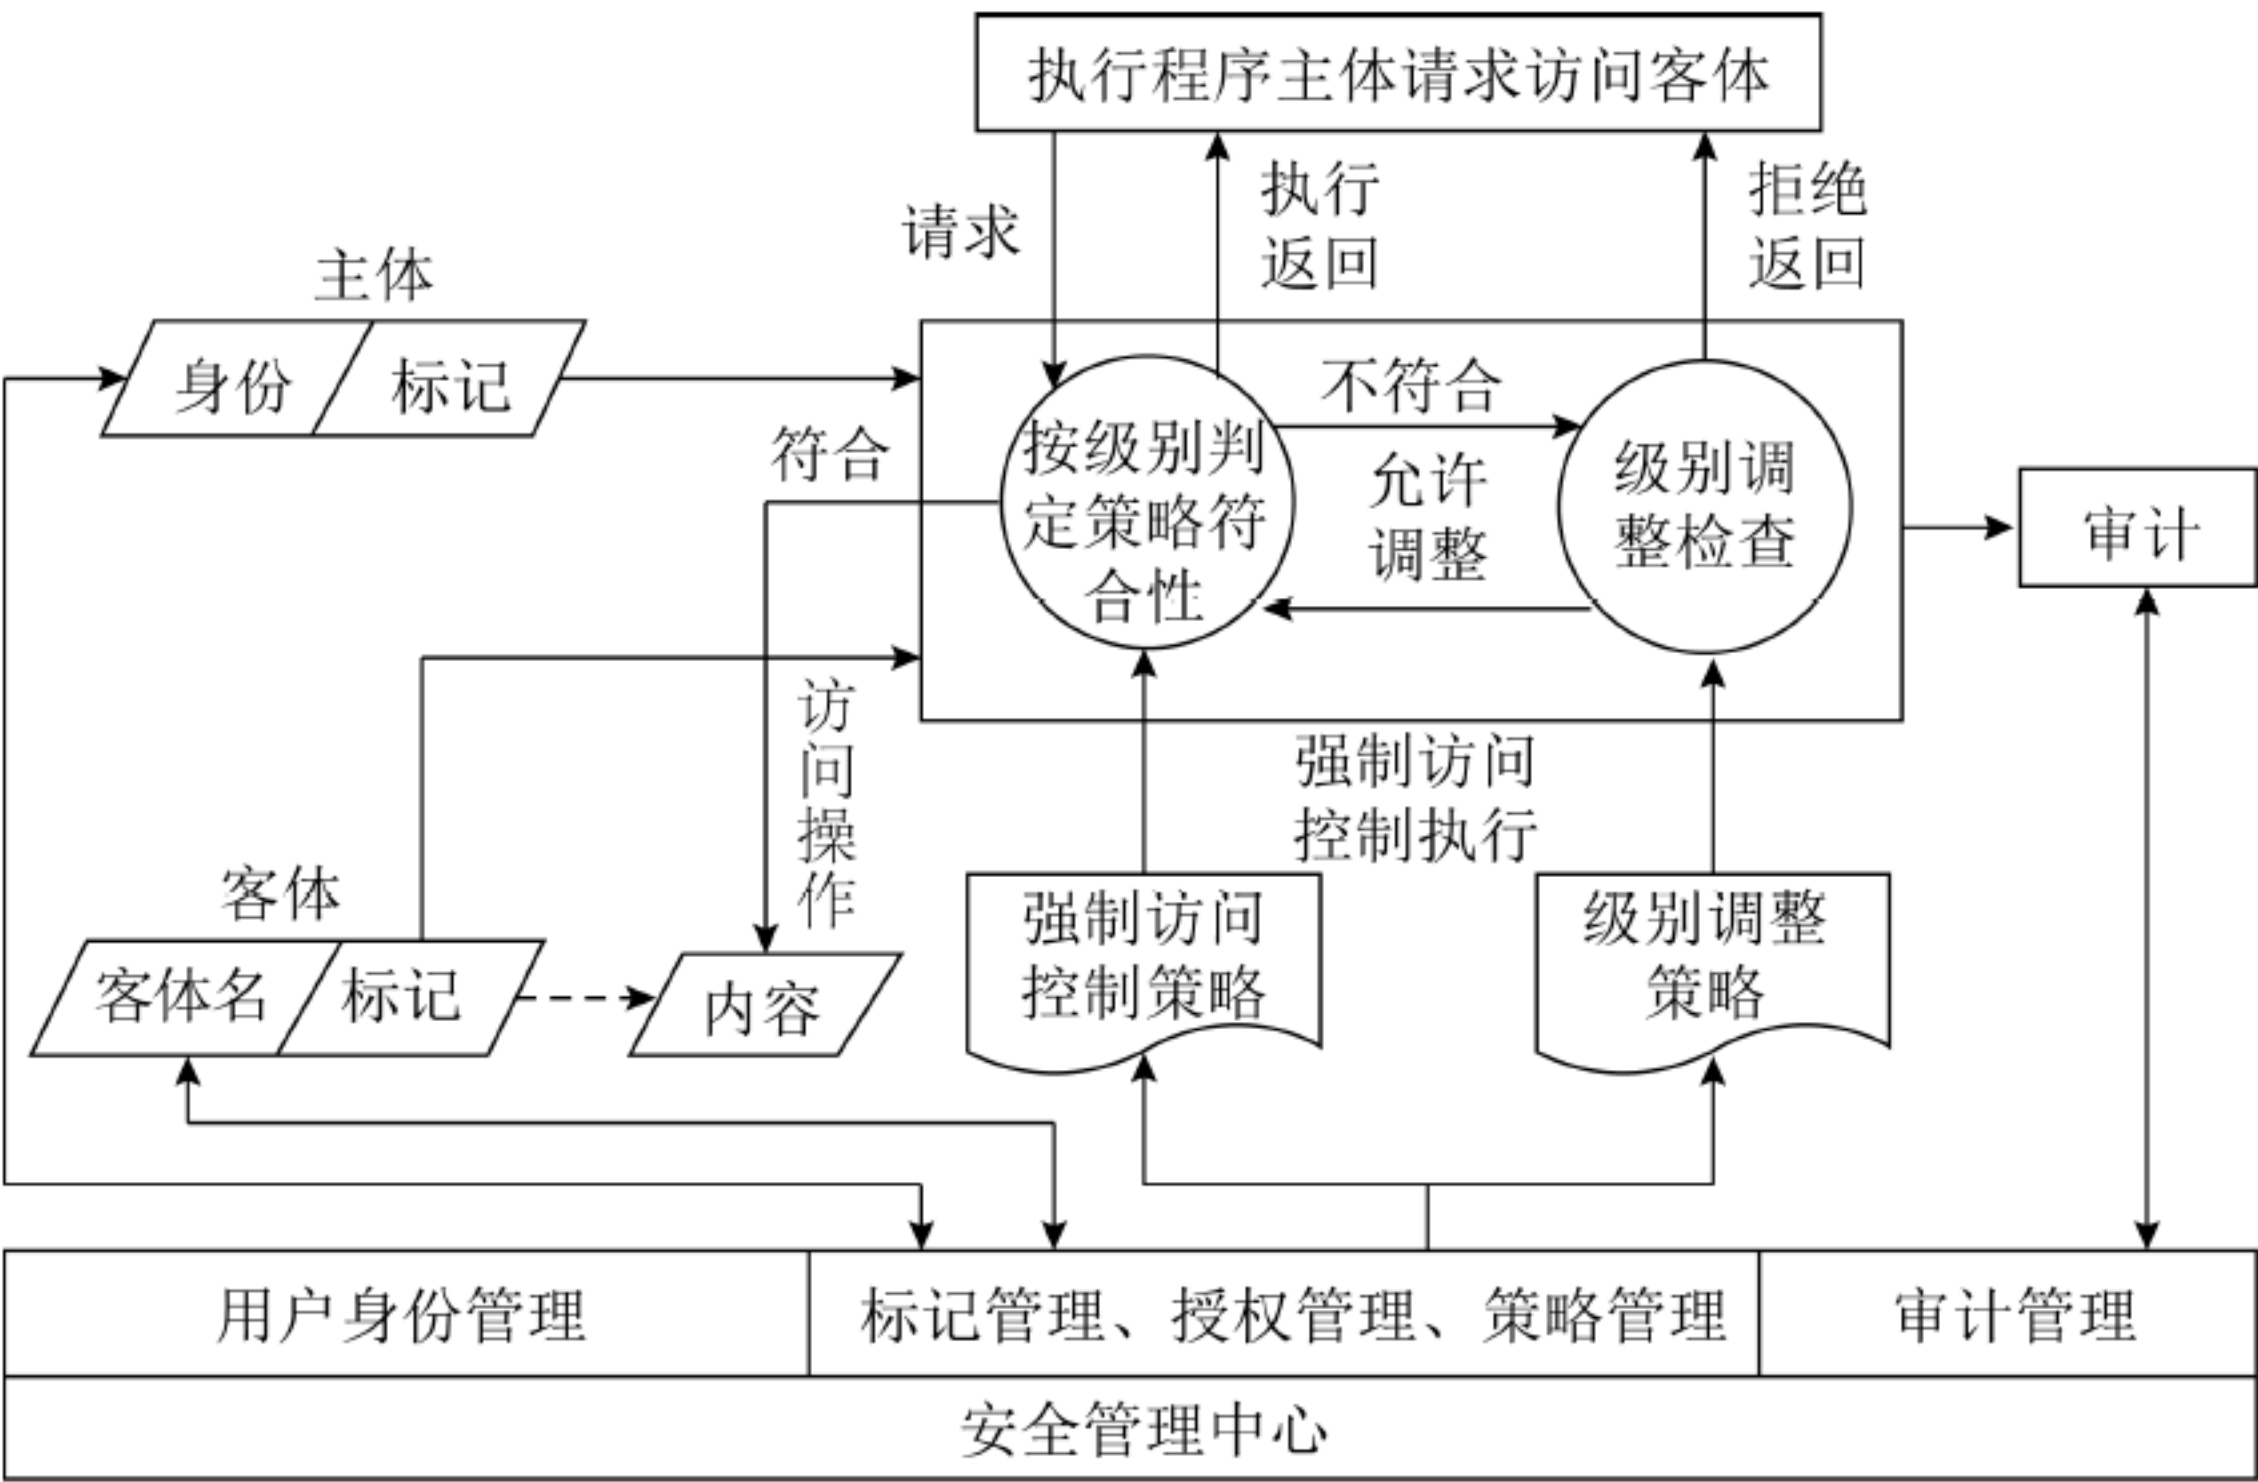 执行程序主体请求访问客体
请求
执行
返回
拒绝
返回
主体
身份
标记
符合
按级别判
定策略符
合性
不符合
允许
调整
级别调
整检查
审计
访
问
操
作
强制访问
控制执行
客体
客体名
标记
内容
强制访问
控制策略
级别调整
策略
用户身份管理
标记管理、授权管理、策略管理
审计管理
安全管理中心